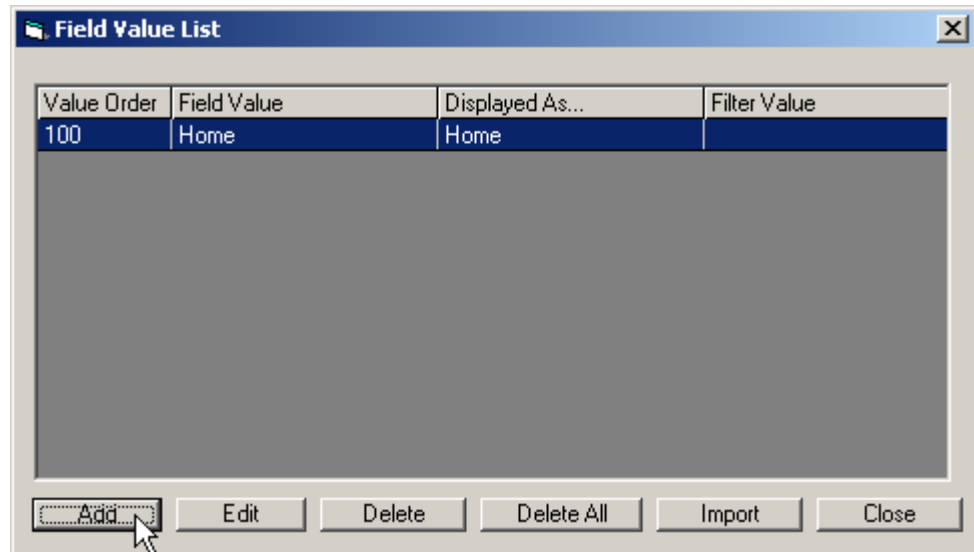 Field Value List
Value Order Field Value Displayed As... Filter Value
100 Home Home
Add Edit Delete Delete All Import Close